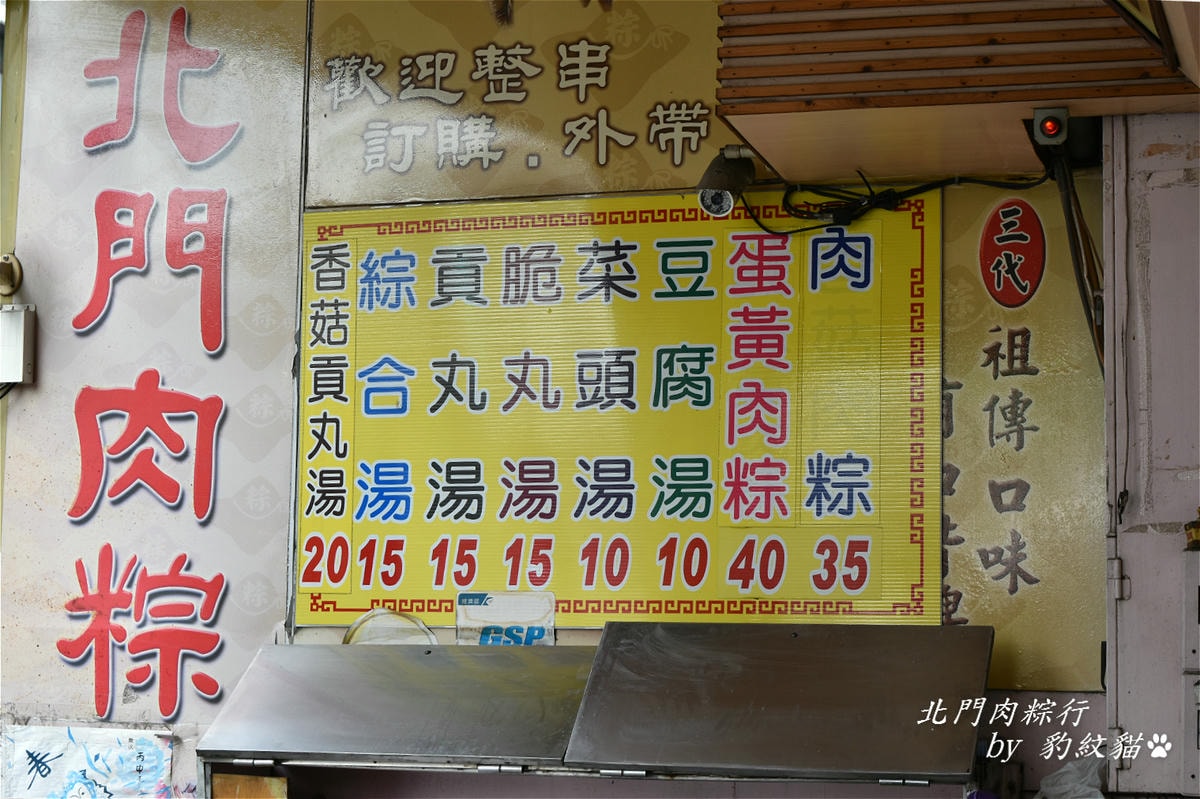 北門肉粽
歡迎整串
訂購.外帶
三代
祖傳口味
肉粽 35
蛋黃肉粽 40
豆腐湯 10
菜頭湯 10
脆丸湯 15
貢丸湯 15
綜合湯 15
香菇貢丸湯 20
GSP
春
北門肉粽行
by 豹紋貓